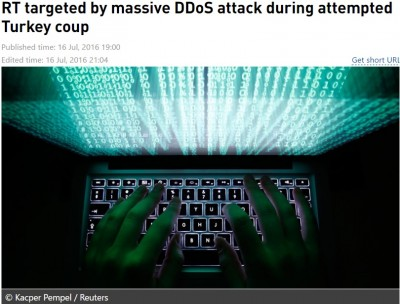 RT targeted by massive DDoS attack during attempted
Turkey coup
Published time: 16 Jul, 2016 19:00
Edited time: 16 Jul, 2016 21:04
Get short URL
© Kacper Pempel / Reuters